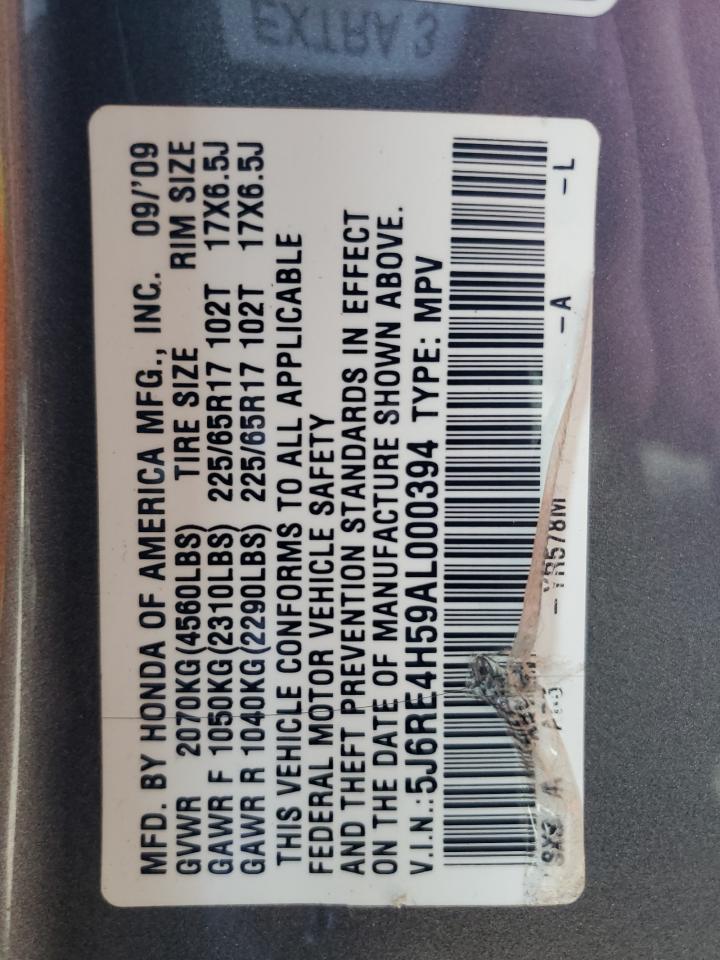 EXTRA 3
MFD. BY HONDA OF AMERICA MFG., INC. 09/'09
GVWR 2070KG(4560LBS) TIRE SIZE RIM SIZE
GAWR F 1050KG(2310LBS) 225/65R17 102T 17X6.5J
GAWR R 1040KG(2290LBS) 225/65R17 102T 17X6.5J
THIS VEHICLE CONFORMS TO ALL APPLICABLE
FEDERAL MOTOR VEHICLE SAFETY
AND THEFT PREVENTION STANDARDS IN EFFECT
ON THE DATE OF MANUFACTURE SHOWN ABOVE.
V.I.N.:5J6RE4H59AL000394 TYPE: MPV
- YR578M -A -L